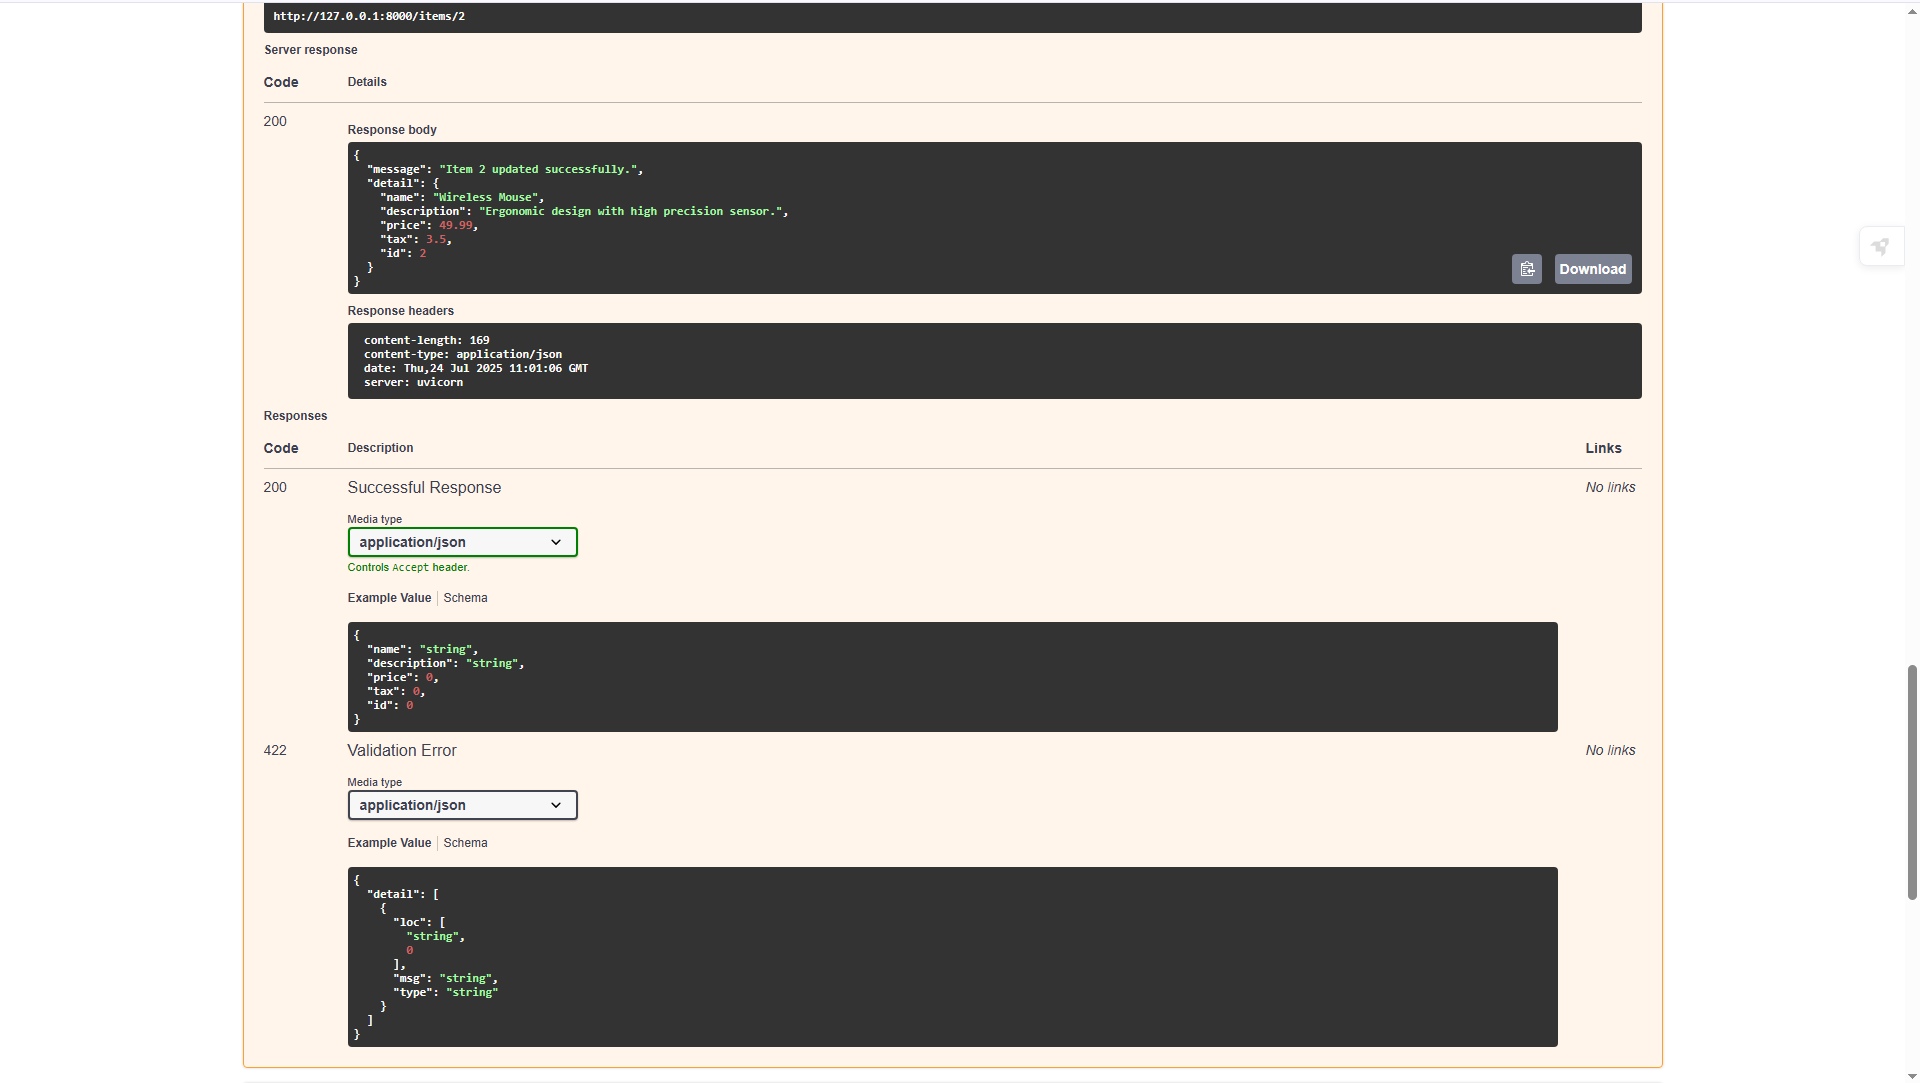 http://127.0.0.1:8000/items/2
Server response
Code Details
200
Response body
{
  "message": "Item 2 updated successfully.",
  "detail": {
    "name": "Wireless Mouse",
    "description": "Ergonomic design with high precision sensor.",
    "price": 49.99,
    "tax": 3.5,
    "id": 2
  }
}
Download
Response headers
content-length: 169
content-type: application/json
date: Thu,24 Jul 2025 11:01:06 GMT
server: uvicorn
Responses
Code Description Links
200 Successful Response No links
Media type
application/json
Controls Accept header.
Example Value Schema
{
  "name": "string",
  "description": "string",
  "price": 0,
  "tax": 0,
  "id": 0
}
422 Validation Error No links
Media type
application/json
Example Value Schema
{
  "detail": [
    {
      "loc": [
        "string",
        0
      ],
      "msg": "string",
      "type": "string"
    }
  ]
}